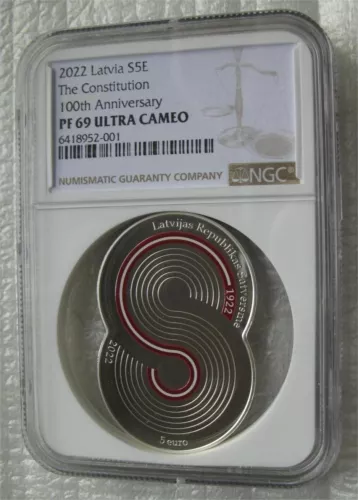 2022 Latvia S5E
The Constitution
100th Anniversary
PF 69 ULTRA CAMEO
6418952-001
NUMISMATIC GUARANTY COMPANY
NGC
Latvijas Republikas Satversme
1922
2022
5 euro